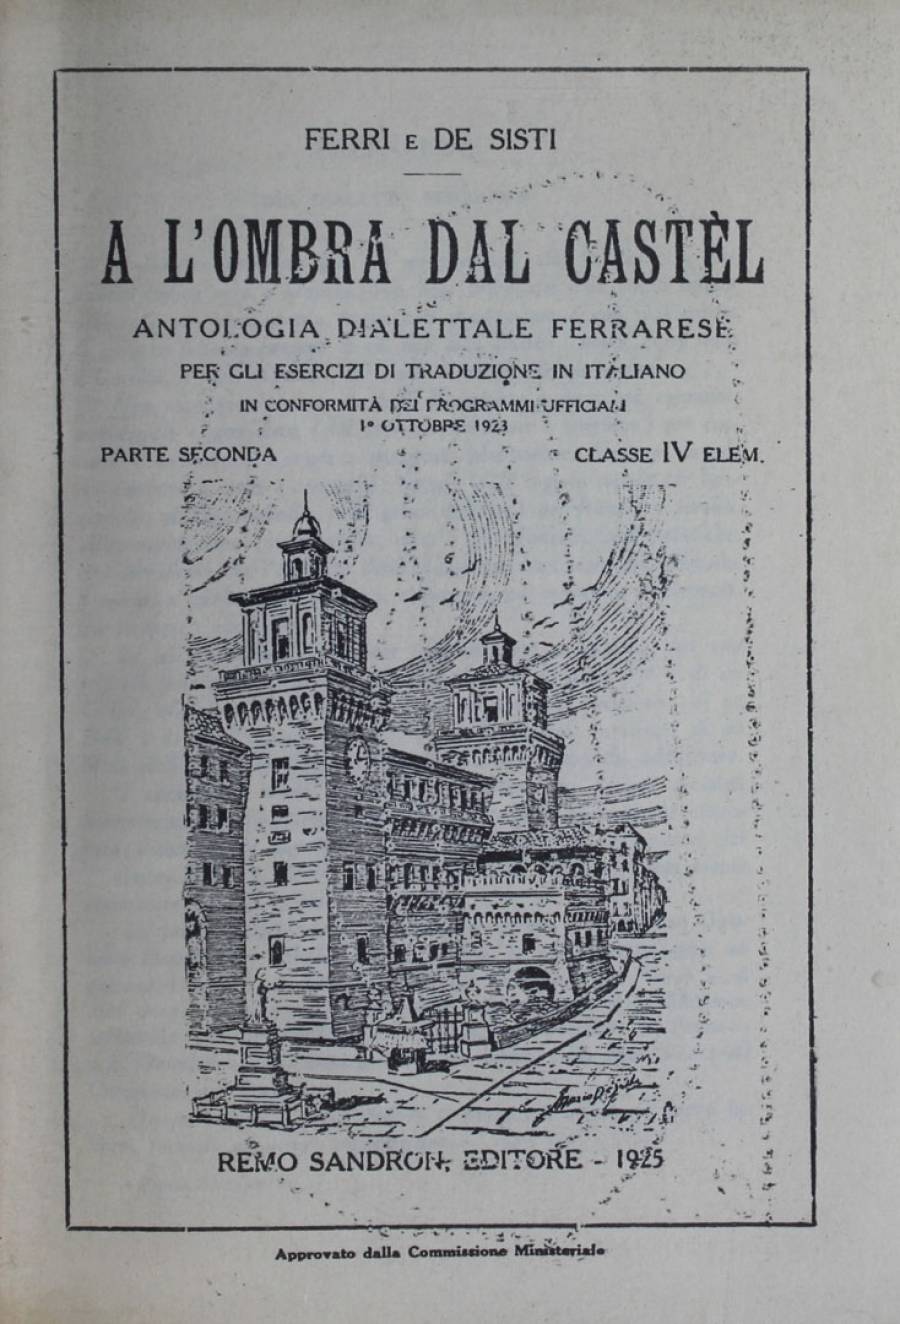 FERRI E DE SISTI
A L'OMBRA DAL CASTÈL
ANTOLOGIA DIALETTALE FERRARESE
PER GLI ESERCIZI DI TRADUZIONE IN ITALIANO
IN CONFORMITÀ DEI PROGRAMMI UFFICIALI
1º OTTOBRE 1923
PARTE SECONDA CLASSE IV ELEM.
REMO SANDRON, EDITORE - 1925
Approvato dalla Commissione Ministeriale